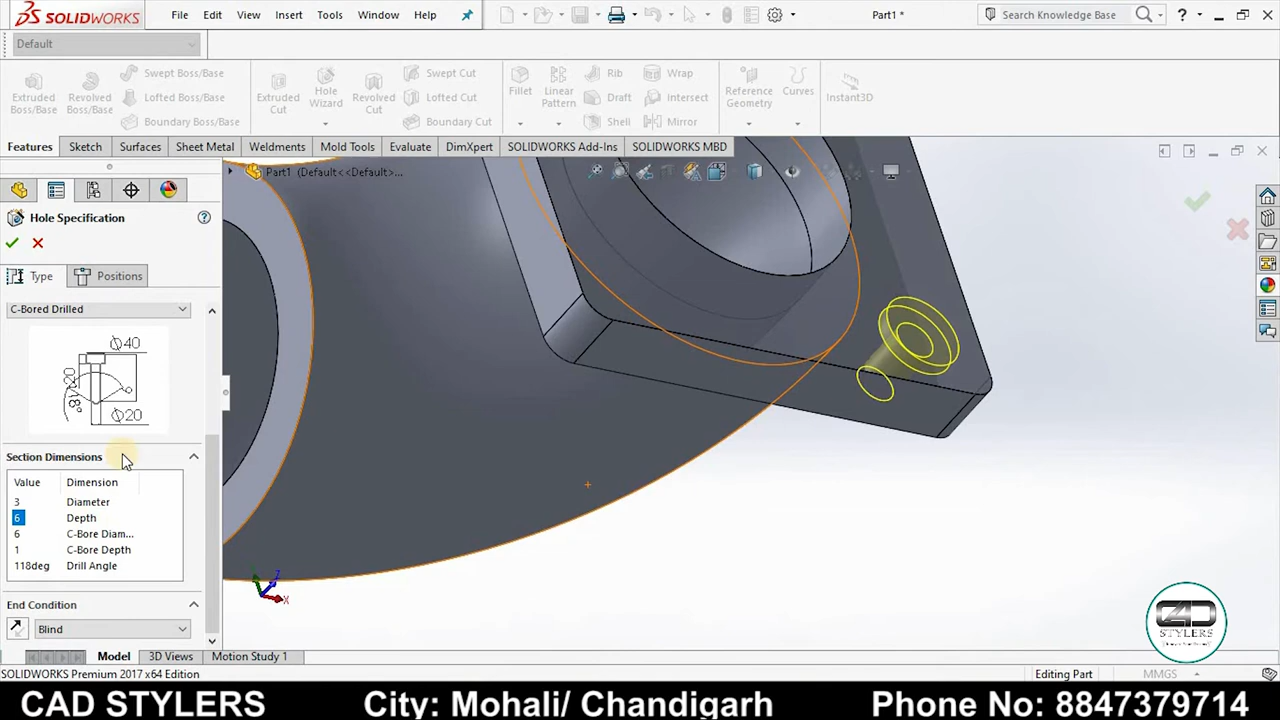 SOLIDWORKS File Edit View Insert Tools Window Help Part1 * Search Knowledge Base ?
Default
Extruded Boss/Base
Revolved Boss/Base
Swept Boss/Base
Lofted Boss/Base
Boundary Boss/Base
Extruded Cut
Hole Wizard
Revolved Cut
Swept Cut
Lofted Cut
Boundary Cut
Fillet
Linear Pattern
Rib
Draft
Shell
Wrap
Intersect
Mirror
Reference Geometry
Curves
Instant3D
Features Sketch Surfaces Sheet Metal Weldments Mold Tools Evaluate DimXpert SOLIDWORKS Add-Ins SOLIDWORKS MBD
Part1 (Default<<Default>...
Hole Specification ?
Type Positions
C-Bored Drilled
∅40
∅20
Section Dimensions
Value Dimension
3 Diameter
6 Depth
6 C-Bore Diam...
1 C-Bore Depth
118deg Drill Angle
End Condition
Blind
X
Z
Model 3D Views Motion Study 1
SOLIDWORKS Premium 2017 x64 Edition Editing Part MMGS
STYLERS
CAD STYLERS City: Mohali/ Chandigarh Phone No: 8847379714